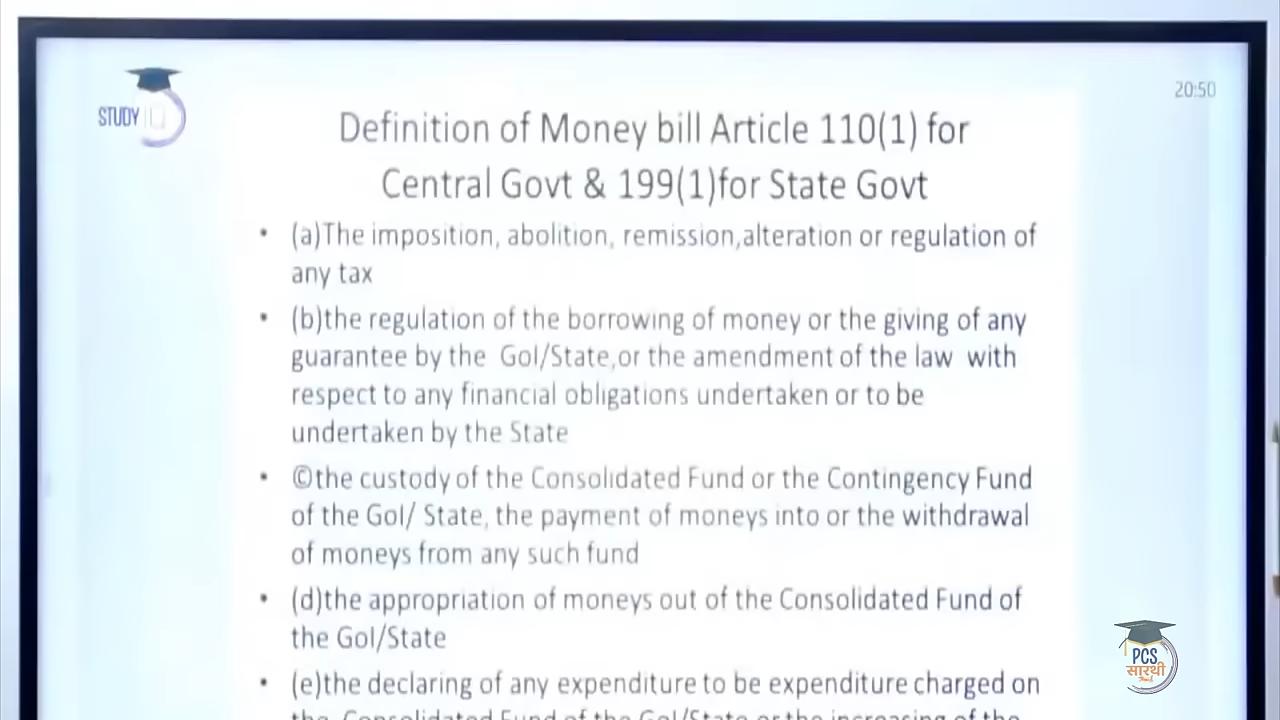 STUDY
20:50
Definition of Money bill Article 110(1) for
Central Govt & 199(1)for State Govt
• (a)The imposition, abolition, remission,alteration or regulation of
any tax
• (b)the regulation of the borrowing of money or the giving of any
guarantee by the GoI/State,or the amendment of the law with
respect to any financial obligations undertaken or to be
undertaken by the State
• ©the custody of the Consolidated Fund or the Contingency Fund
of the GoI/ State, the payment of moneys into or the withdrawal
of moneys from any such fund
• (d)the appropriation of moneys out of the Consolidated Fund of
the GoI/State
• (e)the declaring of any expenditure to be expenditure charged on
the Consolidated Fund of the GoI/State or the increasing of the
PCS
सारथी